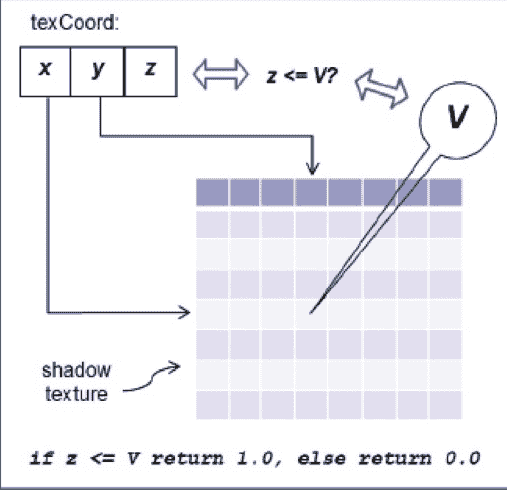 texCoord:
x y z
z <= V?
V
shadow
texture
if z <= V return 1.0, else return 0.0